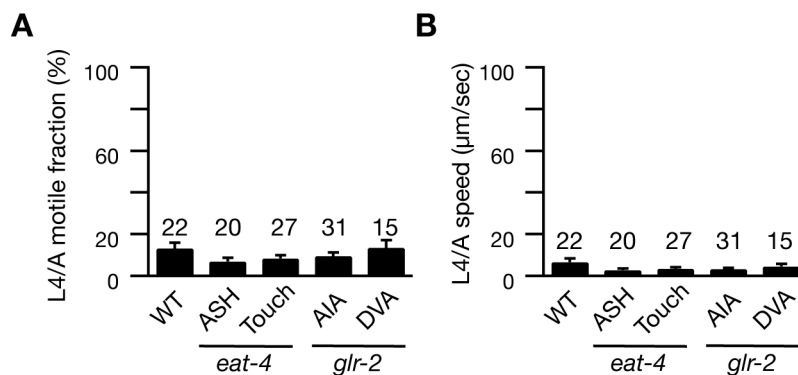 A
L4/A motile fraction (%)
100
60
20
0
22 20 27 31 15
WT ASH Touch AIA DVA
eat-4 glr-2
B
L4/A speed (µm/sec)
100
60
20
0
22 20 27 31 15
WT ASH Touch AIA DVA
eat-4 glr-2